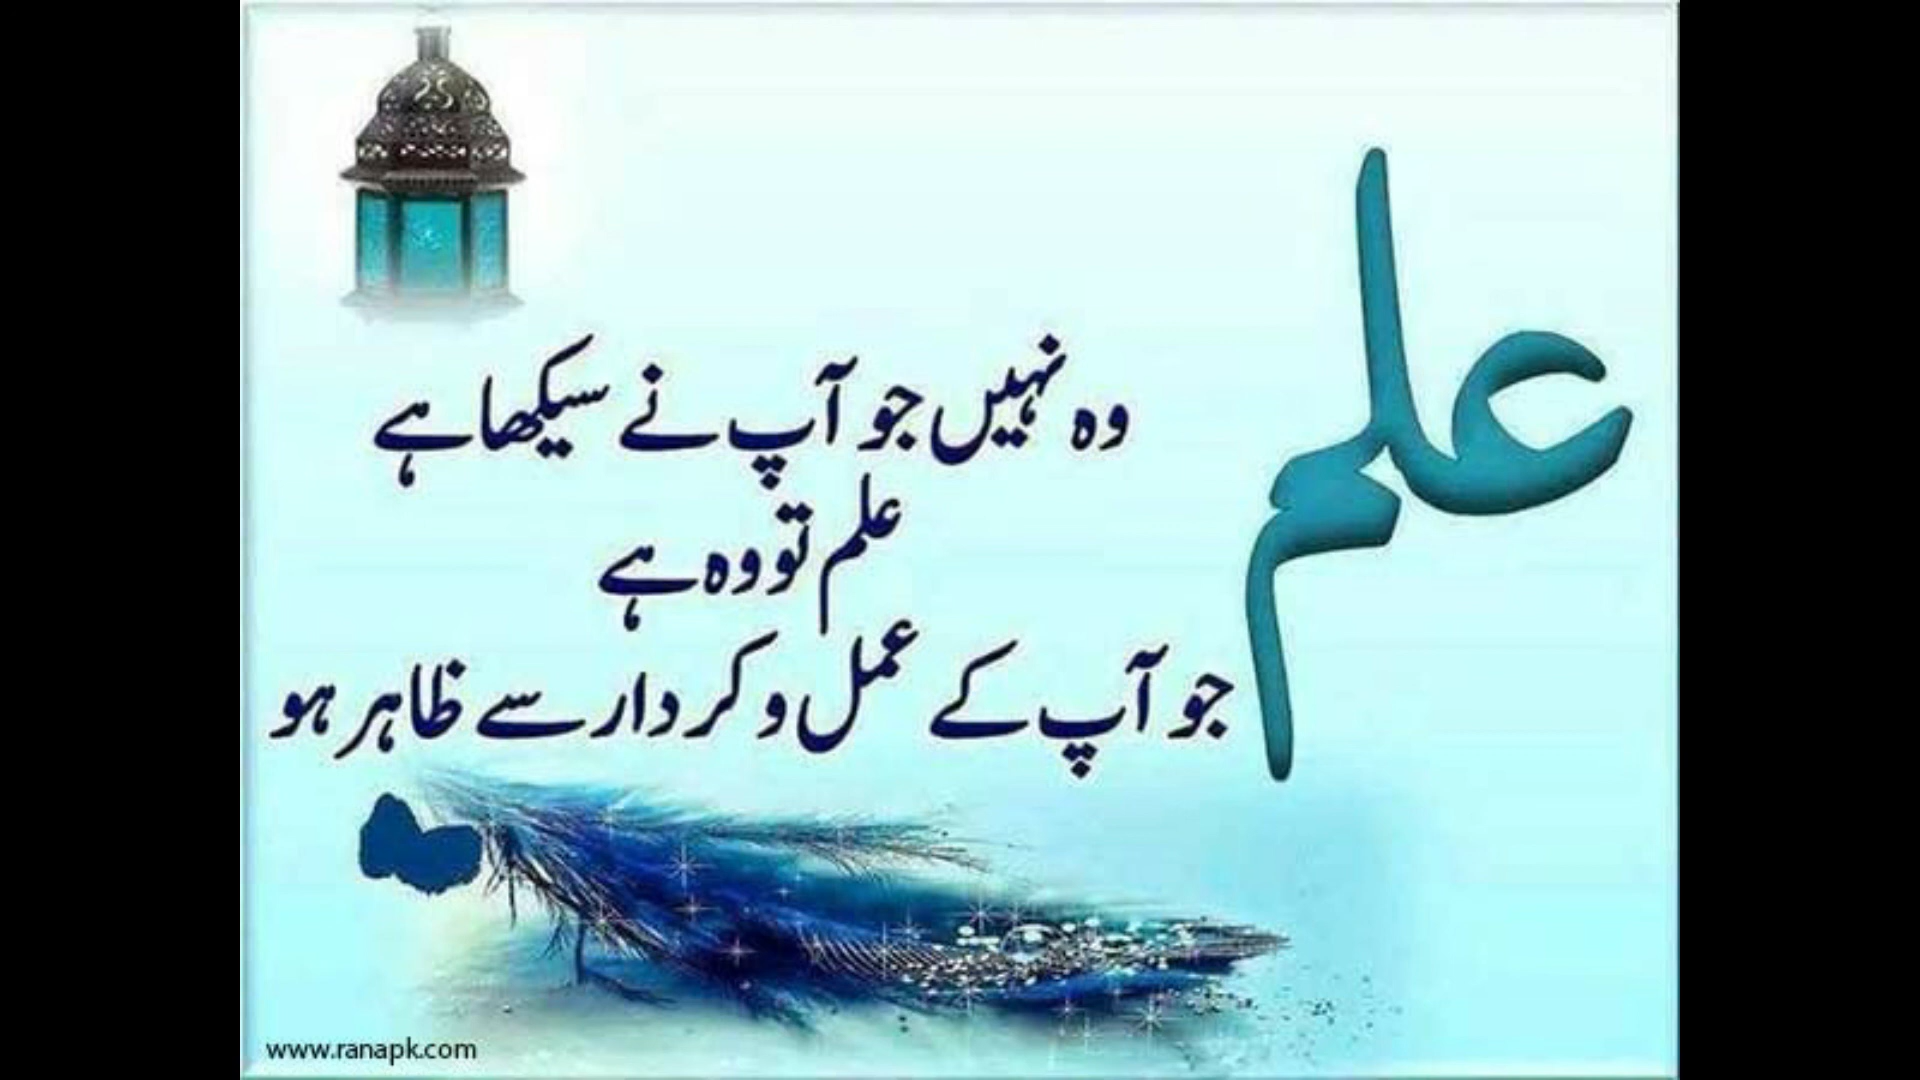 علم
وہ نہیں جو آپ نے سیکھا ہے
علم تو وہ ہے
جو آپ کے عمل و کردار سے ظاہر ہو
www.ranapk.com